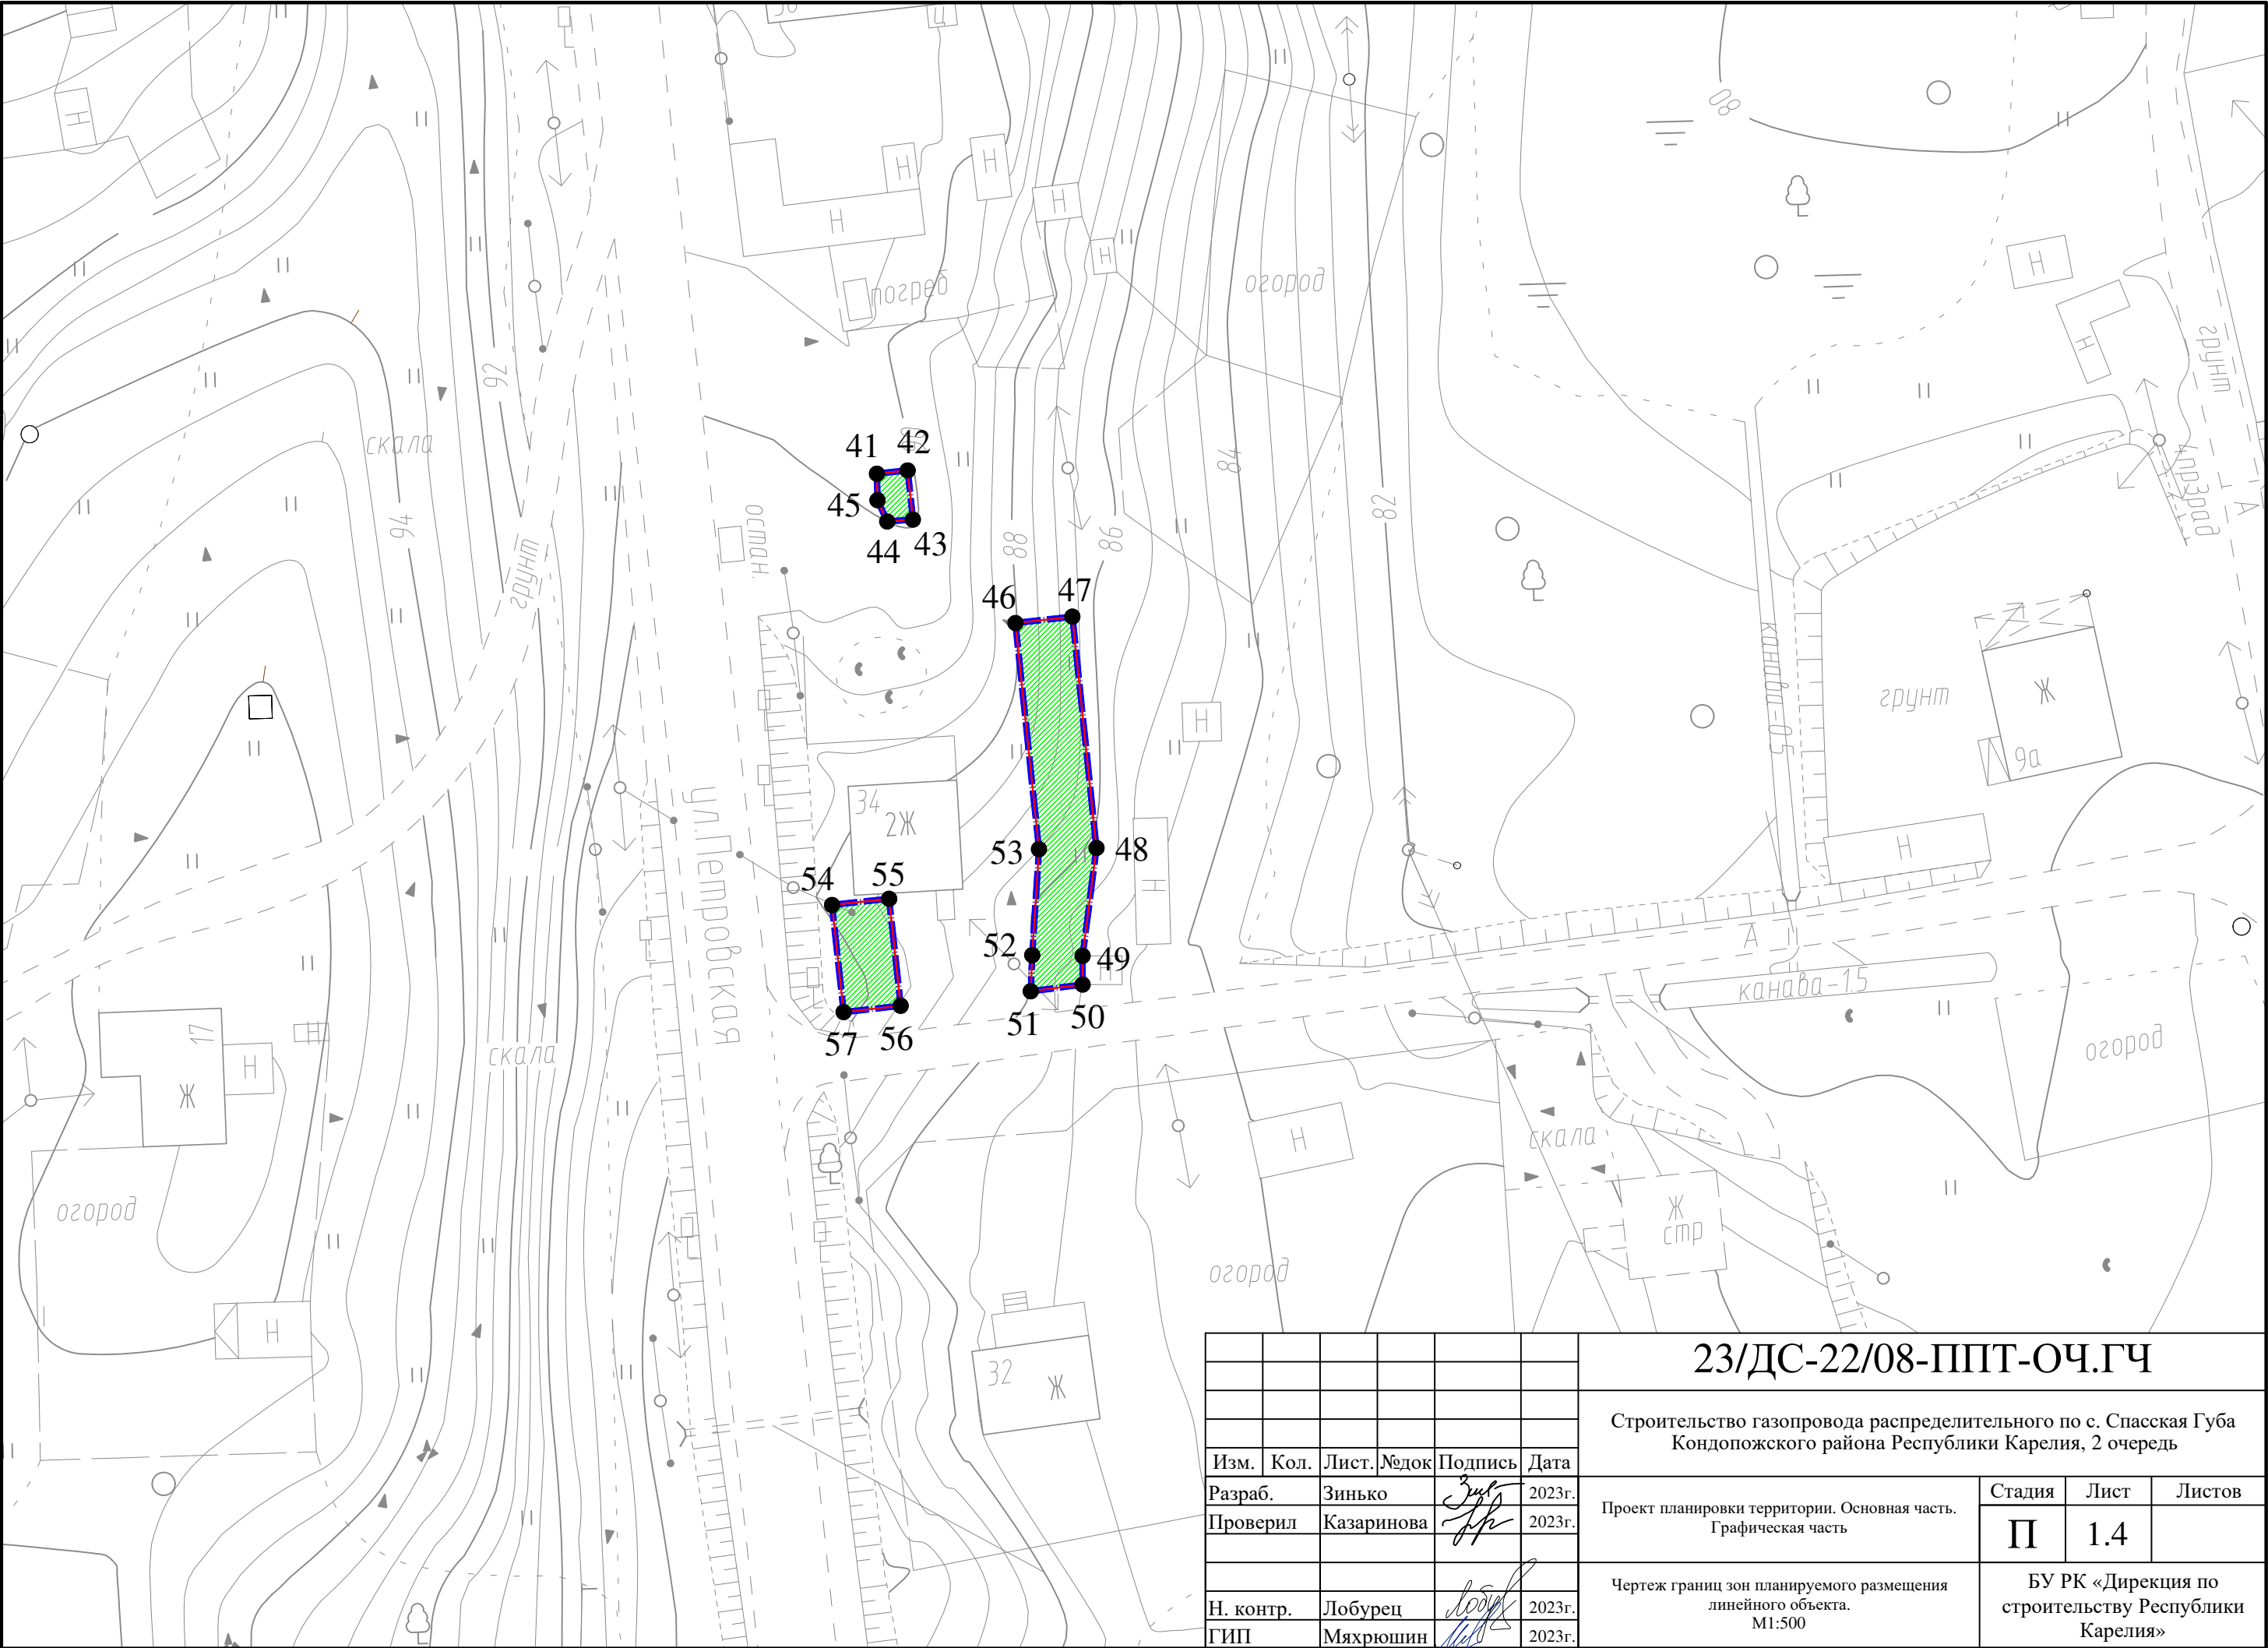 Ц
Н
Н
Н
Н
Н
Н
погреб
огород
80
Н
Н
грунт
92
скала
94
грунт
41
42
45
44
43
остан
88
86
84
82
46
47
А
канава-0.5
грунт
Ж
9а
Н
Н
34
2Ж
53
48
54
55
Н
52
49
51
50
57
56
ул.Петровская
Н
А
канава-1.5
огород
17
Ж
Н
Н
скала
огород
Н
Н
скала
Ж
стр
огород
32
Ж
23/ДС-22/08-ППТ-ОЧ.ГЧ
Строительство газопровода распределительного по с. Спасская Губа
Кондопожского района Республики Карелия, 2 очередь
Изм. Кол. Лист. №док Подпись Дата
Разраб. Зинько 2023г.
Проверил Казаринова 2023г.
Н. контр. Лобурец 2023г.
ГИП Мяхрюшин 2023г.
Проект планировки территории. Основная часть.
Графическая часть
Стадия Лист Листов
П 1.4
Чертеж границ зон планируемого размещения
линейного объекта.
М1:500
БУ РК «Дирекция по
строительству Республики
Карелия»